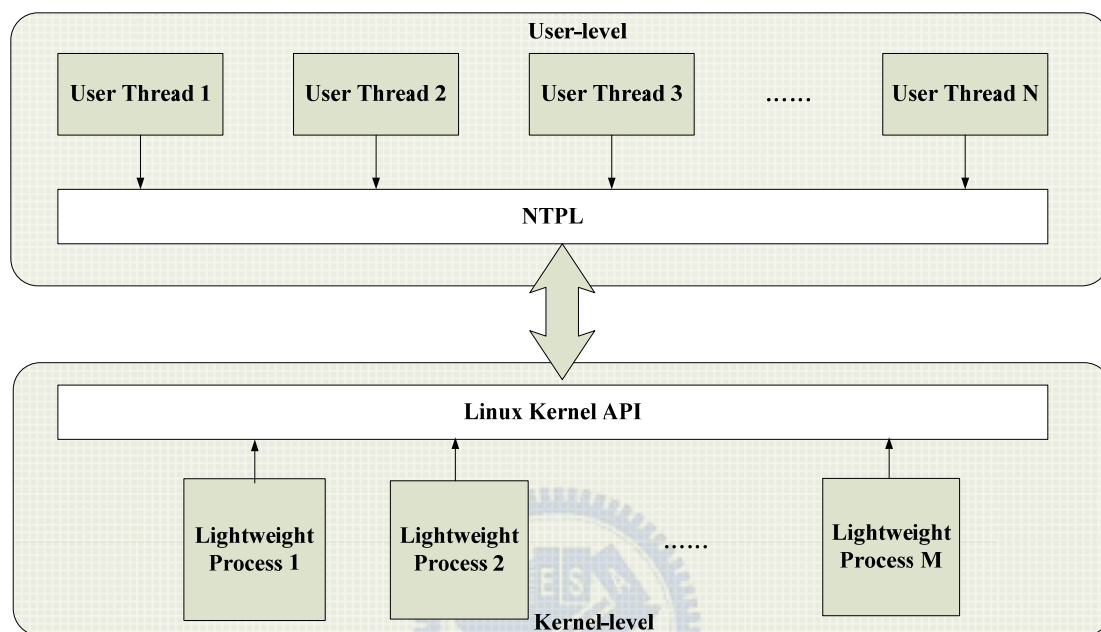 User-level
User Thread 1
User Thread 2
User Thread 3
......
User Thread N
NTPL
Linux Kernel API
Lightweight
Process 1
Lightweight
Process 2
......
Lightweight
Process M
Kernel-level